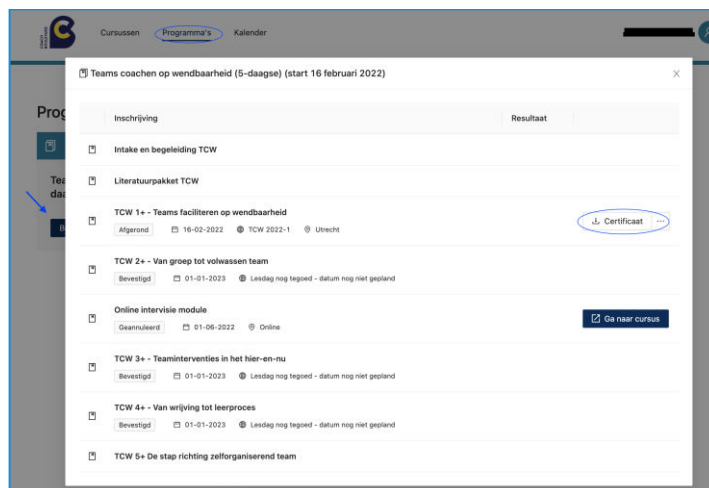 Cursussen
Programma's
Kalender
Teams coachen op wendbaarheid (5-daagse) (start 16 februari 2022)
Prog
Inschrijving
Resultaat
Intake en begeleiding TCW
Literatuurpakket TCW
TCW 1+ - Teams faciliteren op wendbaarheid
Afgerond 16-02-2022 TCW 2022-1 Utrecht
Certificaat ...
TCW 2+ - Van groep tot volwassen team
Bevestigd 01-01-2023 Lesdag nog tegoed - datum nog niet gepland
Online intervisie module
Geannuleerd 01-06-2022 Online
Ga naar cursus
TCW 3+ - Teaminterventies in het hier-en-nu
Bevestigd 01-01-2023 Lesdag nog tegoed - datum nog niet gepland
TCW 4+ - Van wrijving tot leerproces
Bevestigd 01-01-2023 Lesdag nog tegoed - datum nog niet gepland
TCW 5+ De stap richting zelforganiserend team